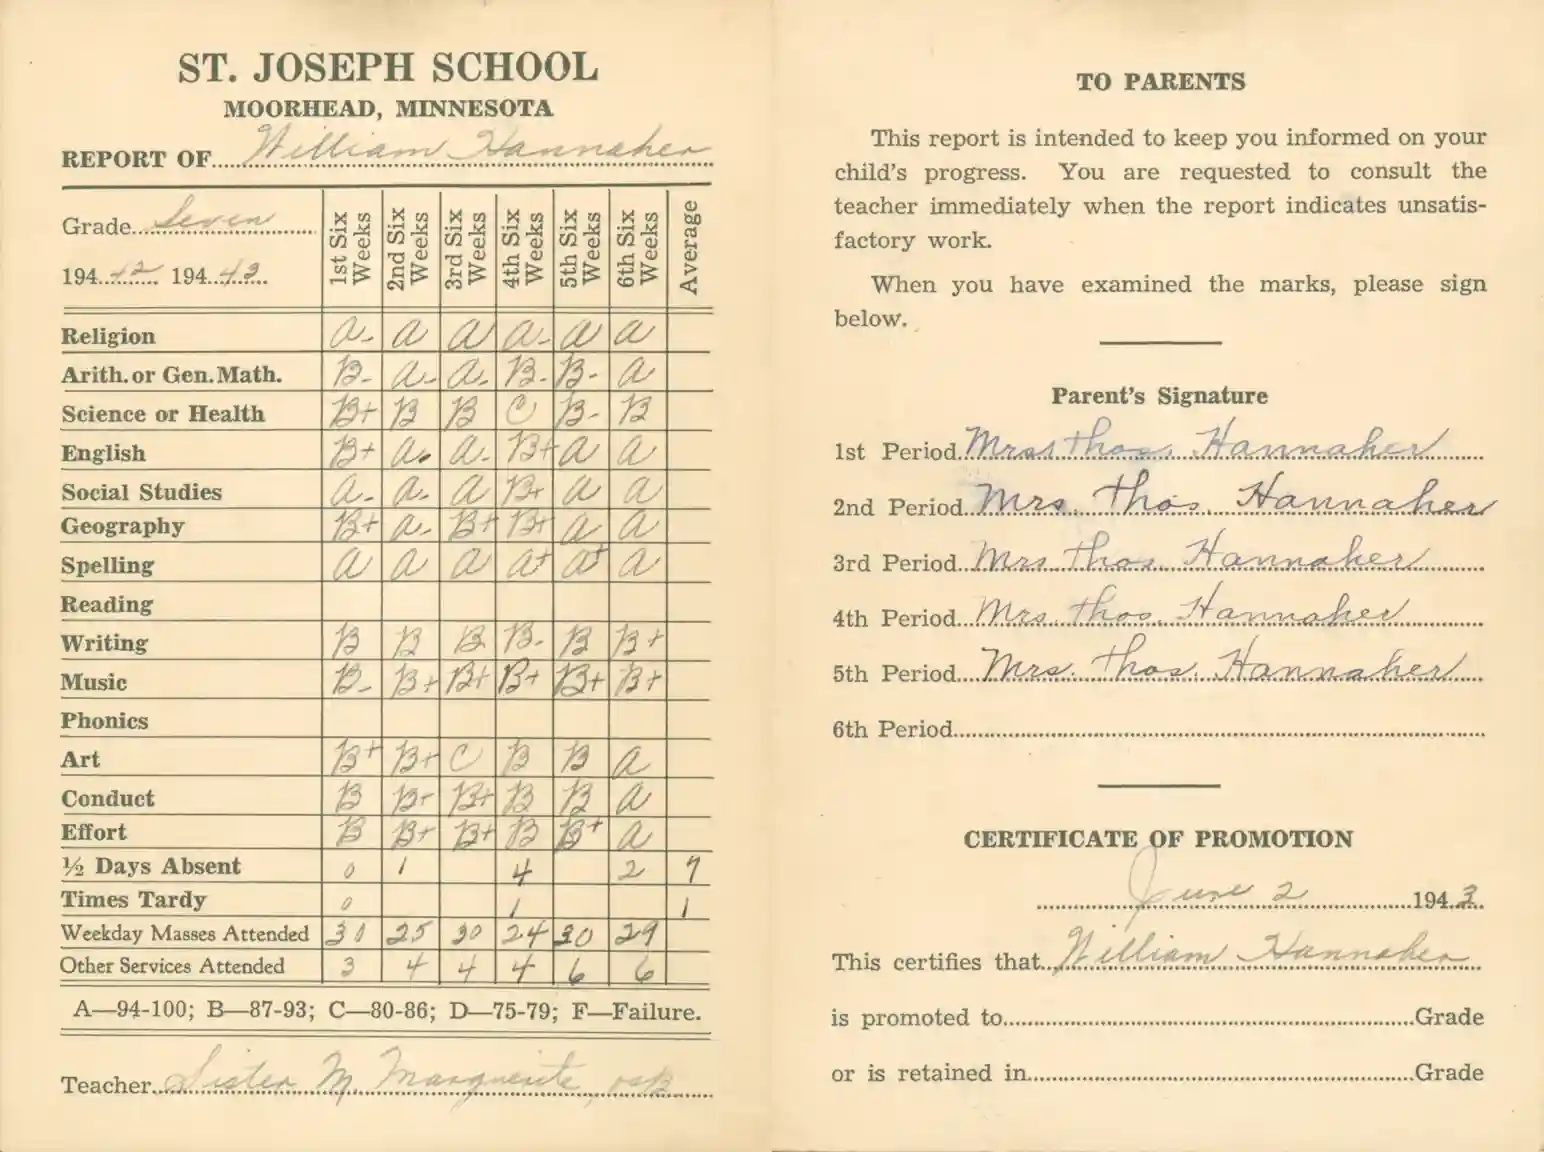 ST. JOSEPH SCHOOL
MOORHEAD, MINNESOTA
REPORT OF William Hannaher
Grade Seven
194 42 194 43
1st Six Weeks 2nd Six Weeks 3rd Six Weeks 4th Six Weeks 5th Six Weeks 6th Six Weeks Average
Religion A- A A A- A A
Arith. or Gen. Math. B- A- A- B- B- A
Science or Health B+ B B C B- B
English B+ A- A- B+ A A
Social Studies A- A- A B+ A A
Geography B+ A- B+ B+ A A
Spelling A A A A+ A+ A
Reading
Writing B B B B- B B+
Music B- B+ B+ B+ B+ B+
Phonics
Art B+ B+ C B B A
Conduct B B+ B+ B B A
Effort B B+ B+ B B+ A
½ Days Absent 0 1 4 2 7
Times Tardy 0 1 1
Weekday Masses Attended 30 25 30 24 30 29
Other Services Attended 3 4 4 4 6 6
A—94-100; B—87-93; C—80-86; D—75-79; F—Failure.
Teacher Sister M. Marguerite, OSB
TO PARENTS
This report is intended to keep you informed on your
child's progress. You are requested to consult the
teacher immediately when the report indicates unsatis-
factory work.
When you have examined the marks, please sign
below.
Parent's Signature
1st Period Mrs Thos. Hannaher
2nd Period Mrs. Thos. Hannaher
3rd Period Mrs. Thos. Hannaher
4th Period Mrs. Thos. Hannaher
5th Period Mrs. Thos. Hannaher
6th Period
CERTIFICATE OF PROMOTION
June 2 1943
This certifies that William Hannaher
is promoted to Grade
or is retained in Grade